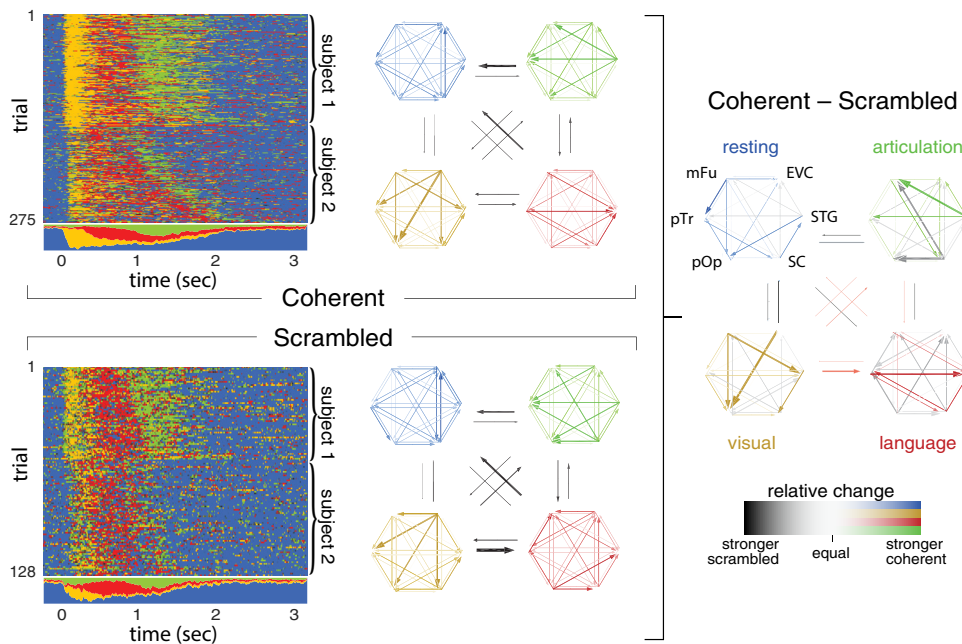 1
trial
275
subject 1
subject 2
0 1 2 3
time (sec)
Coherent
Scrambled
1
trial
128
subject 1
subject 2
0 1 2 3
time (sec)
Coherent – Scrambled
resting
articulation
mFu
EVC
pTr
STG
pOp
SC
visual
language
relative change
stronger
scrambled
equal
stronger
coherent